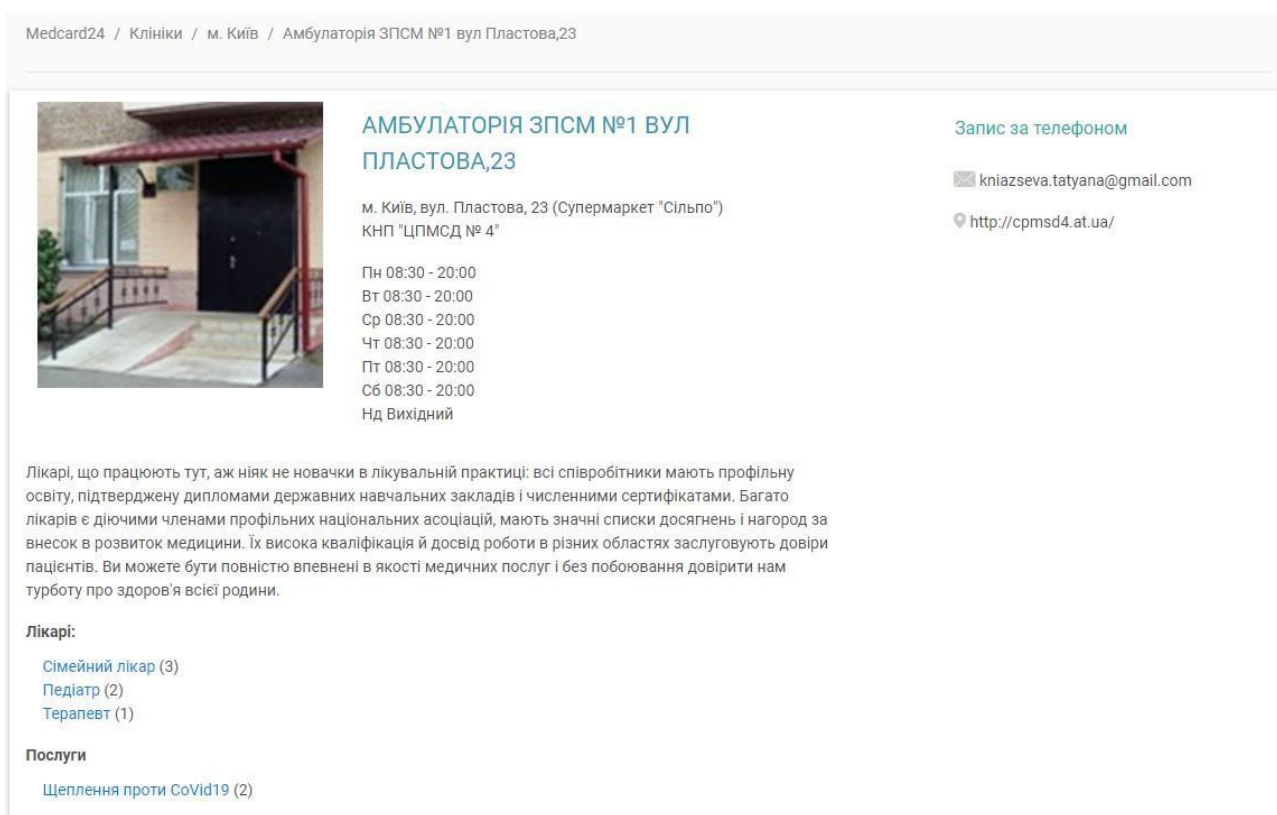 Medcard24 / Клініки / м. Київ / Амбулаторія ЗПСМ №1 вул Пластова,23
АМБУЛАТОРІЯ ЗПСМ №1 ВУЛ
ПЛАСТОВА,23
м. Київ, вул. Пластова, 23 (Супермаркет "Сільпо")
КНП "ЦПМСД № 4"
Пн 08:30 - 20:00
Вт 08:30 - 20:00
Ср 08:30 - 20:00
Чт 08:30 - 20:00
Пт 08:30 - 20:00
Сб 08:30 - 20:00
Нд Вихідний
Запис за телефоном
kniazseva.tatyana@gmail.com
http://cpmsd4.at.ua/
Лікарі, що працюють тут, аж ніяк не новачки в лікувальній практиці: всі співробітники мають профільну
освіту, підтверджену дипломами державних навчальних закладів і численними сертифікатами. Багато
лікарів є діючими членами профільних національних асоціацій, мають значні списки досягнень і нагород за
внесок в розвиток медицини. Їх висока кваліфікація й досвід роботи в різних областях заслуговують довіри
пацієнтів. Ви можете бути повністю впевнені в якості медичних послуг і без побоювання довірити нам
турботу про здоров'я всієї родини.
Лікарі:
Сімейний лікар (3)
Педіатр (2)
Терапевт (1)
Послуги
Щеплення проти CoVid19 (2)